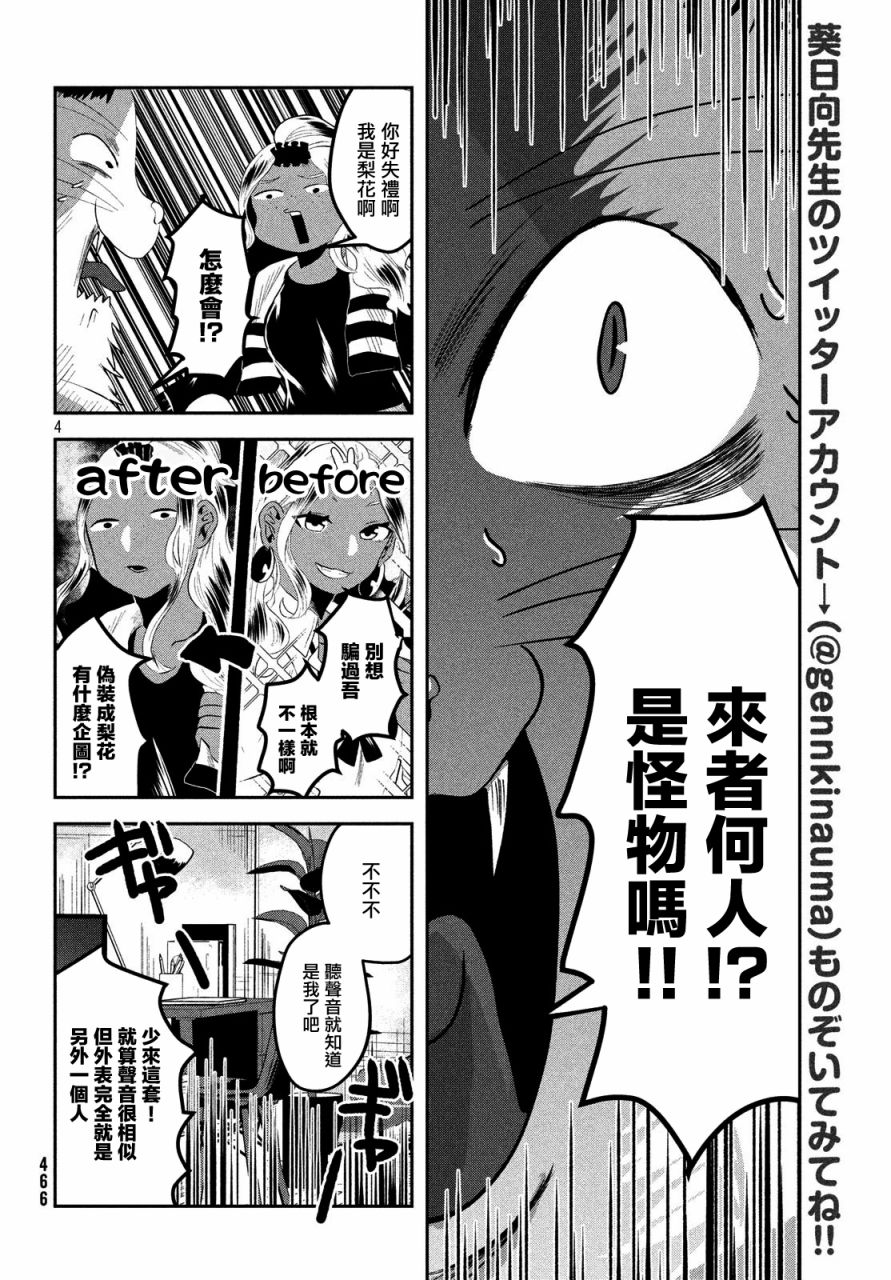 葵日向先生のツイッターアカウント→(@gennkinauma)ものぞいてみてね!!
來者何人!?
是怪物嗎!!
你好失禮啊
我是梨花啊
怎麼會!?
4
before
after
別想
騙過吾
根本就
不一樣啊
偽裝成梨花
有什麼企圖!?
不不不
聽聲音就知道
是我了吧
ギャ
ギャ
少來這套！
就算聲音很相似
但外表完全就是
另外一個人
466